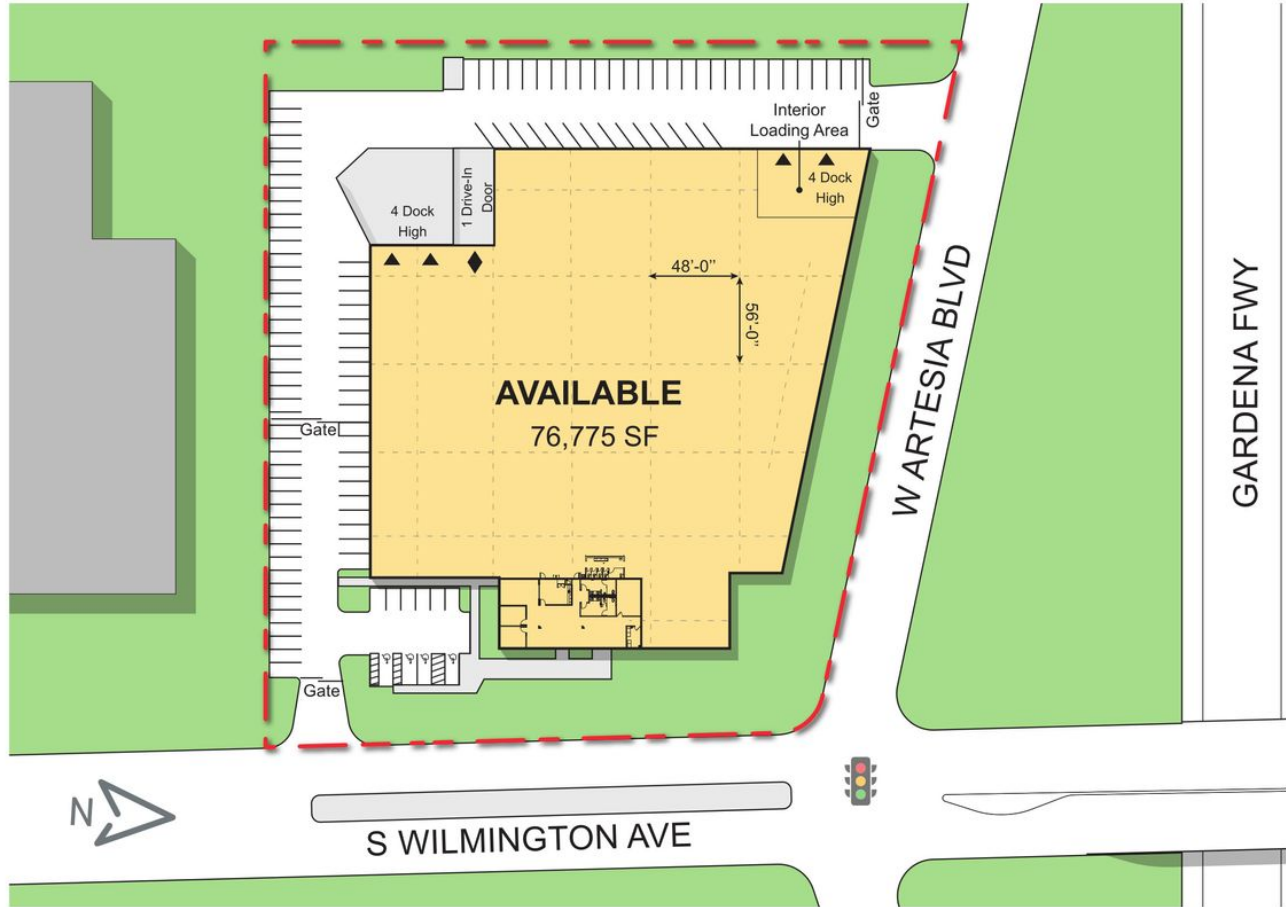 Gate
Interior
Loading Area
4 Dock
High
1 Drive-In
Door
4 Dock
High
48'-0"
56'-0"
AVAILABLE
76,775 SF
Gate
Gate
W ARTESIA BLVD
GARDENA FWY
N
S WILMINGTON AVE